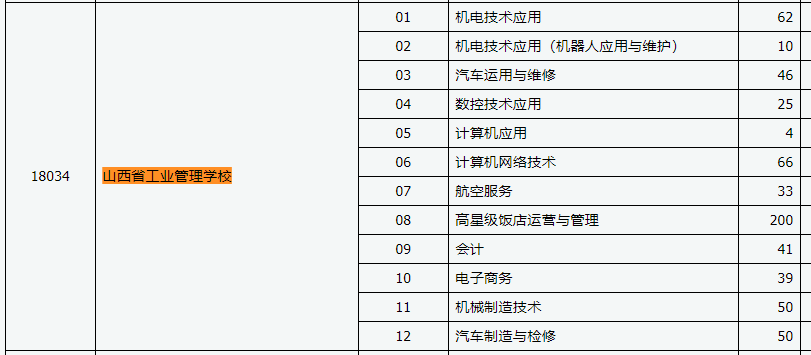 01 机电技术应用 62
02 机电技术应用（机器人应用与维护） 10
03 汽车运用与维修 46
04 数控技术应用 25
05 计算机应用 4
18034 山西省工业管理学校 06 计算机网络技术 66
07 航空服务 33
08 高星级饭店运营与管理 200
09 会计 41
10 电子商务 39
11 机械制造技术 50
12 汽车制造与检修 50